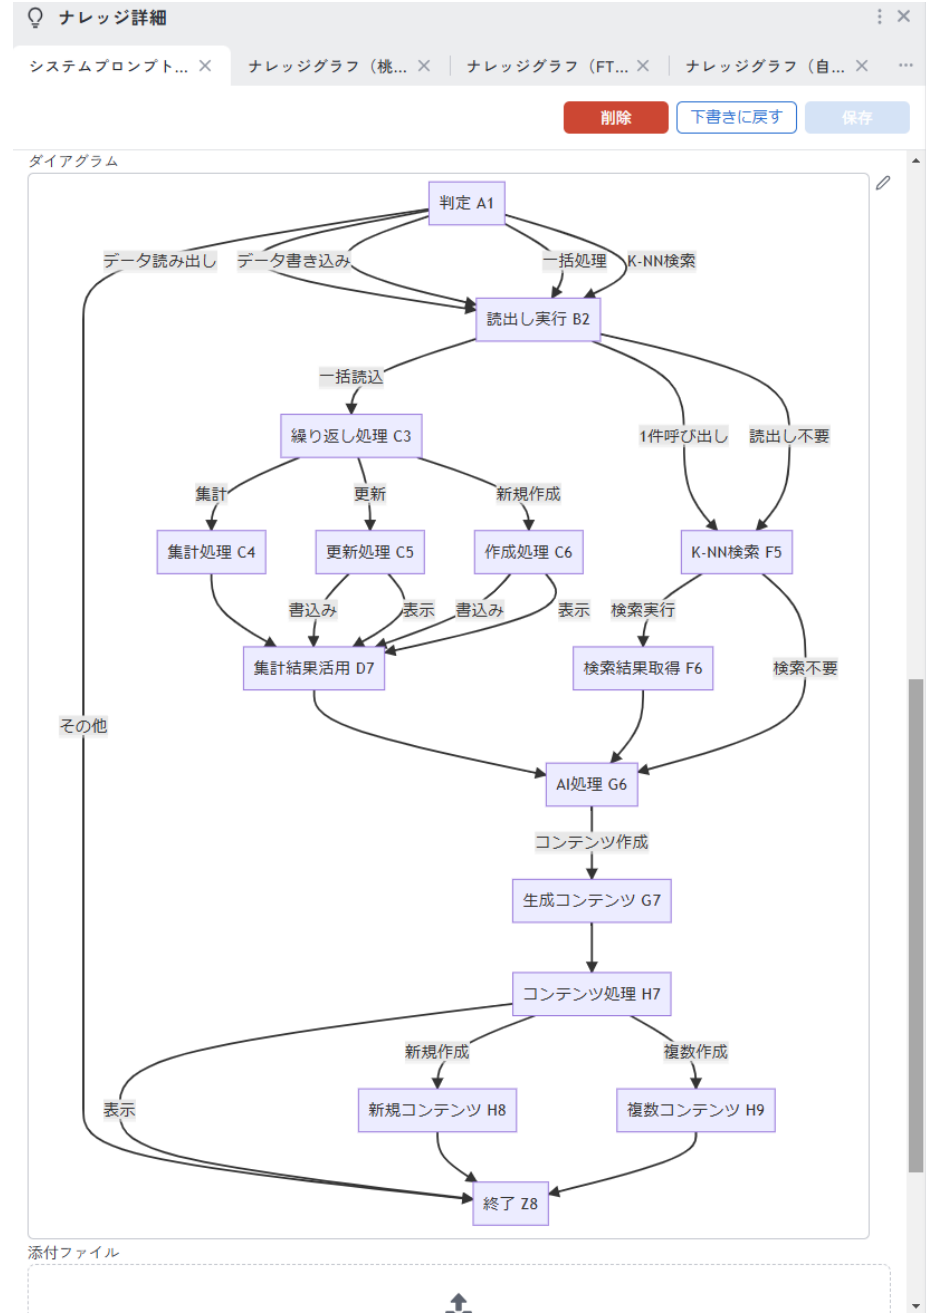 ナレッジ詳細
システムプロンプト...
ナレッジグラフ（桃...
ナレッジグラフ（FT...
ナレッジグラフ（自...
削除
下書きに戻す
保存
ダイアグラム
判定 A1
データ読み出し
データ書き込み
一括処理
K-NN検索
読出し実行 B2
一括読込
繰り返し処理 C3
1件呼び出し
読出し不要
集計
更新
新規作成
集計処理 C4
更新処理 C5
作成処理 C6
K-NN検索 F5
書込み
表示
書込み
表示
検索実行
集計結果活用 D7
検索結果取得 F6
検索不要
その他
AI処理 G6
コンテンツ作成
生成コンテンツ G7
コンテンツ処理 H7
新規作成
複数作成
表示
新規コンテンツ H8
複数コンテンツ H9
終了 Z8
添付ファイル